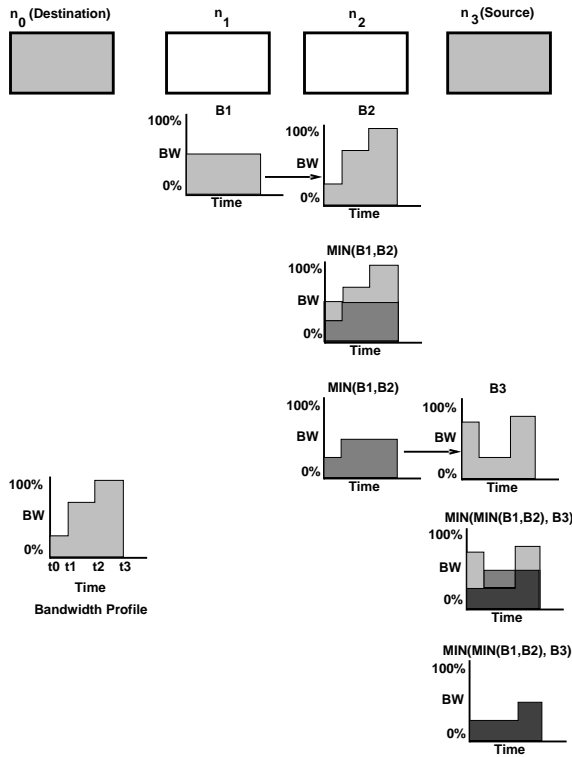 n0 (Destination) n1 n2 n3 (Source)
B1 B2
100% BW 0% Time
100% BW 0% Time
MIN(B1,B2)
100% BW 0% Time
MIN(B1,B2) B3
100% BW 0% Time
100% BW 0% Time
100% BW 0%
t0 t1 t2 t3
Time
Bandwidth Profile
MIN(MIN(B1,B2), B3)
100% BW 0% Time
MIN(MIN(B1,B2), B3)
100% BW 0% Time